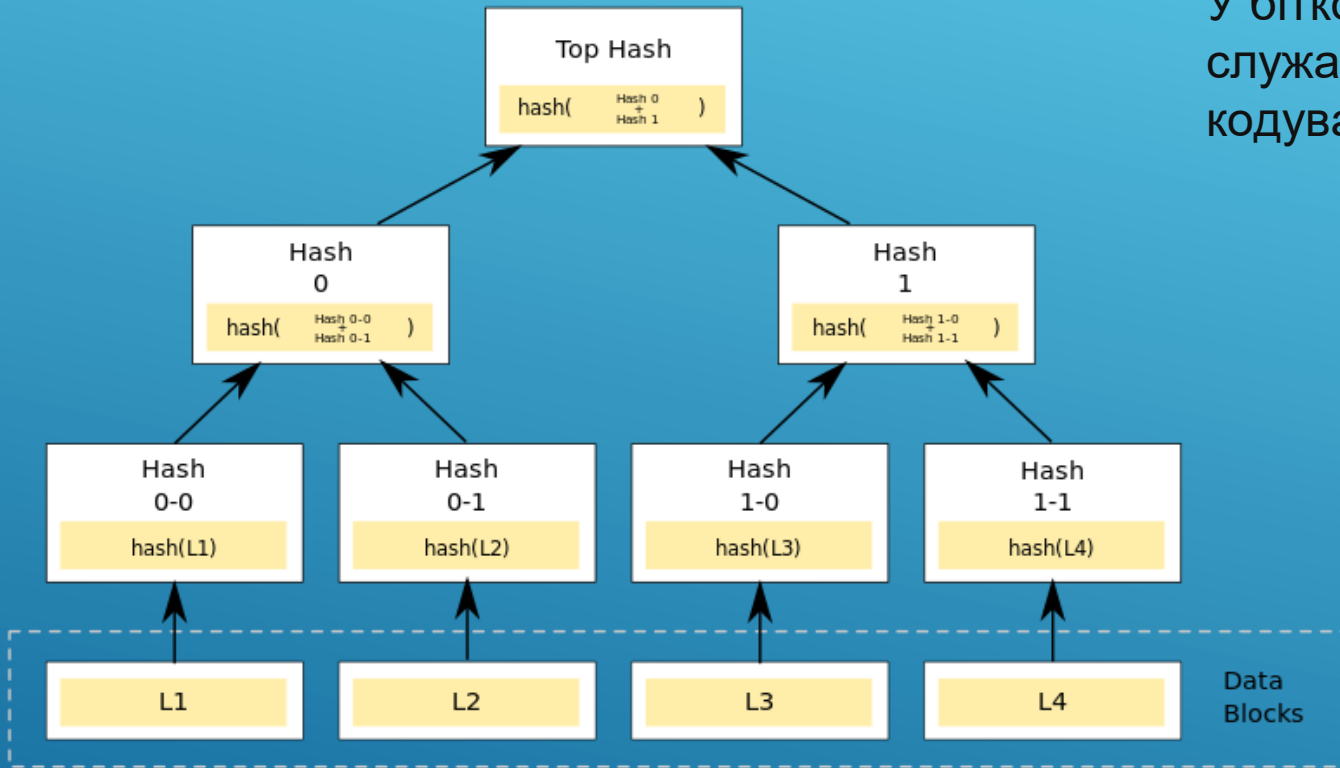 служа
кодува
Top Hash
hash( Hash 0 + Hash 1 )
Hash
0
hash( Hash 0-0 + Hash 0-1 )
Hash
1
hash( Hash 1-0 + Hash 1-1 )
Hash
0-0
hash(L1)
Hash
0-1
hash(L2)
Hash
1-0
hash(L3)
Hash
1-1
hash(L4)
L1
L2
L3
L4
Data
Blocks